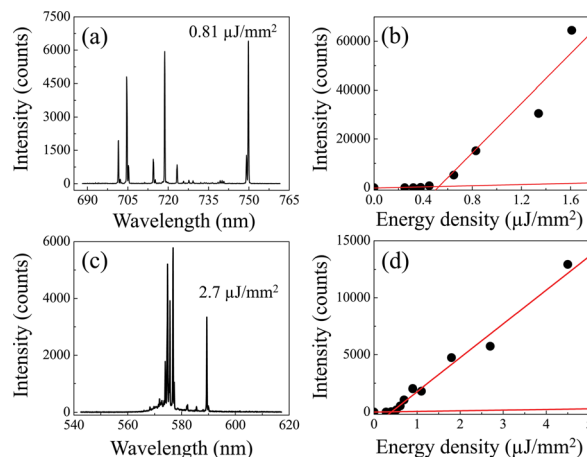 (a)
0.81 μJ/mm²
Intensity (counts)
7500
6000
4500
3000
1500
0
690 705 720 735 750 765
Wavelength (nm)
(b)
Intensity (counts)
60000
40000
20000
0
0.0 0.4 0.8 1.2 1.6
Energy density (μJ/mm²)
(c)
2.7 μJ/mm²
Intensity (counts)
6000
4000
2000
0
540 560 580 600 620
Wavelength (nm)
(d)
Intensity (counts)
15000
10000
5000
0
0 1 2 3 4 5
Energy density (μJ/mm²)